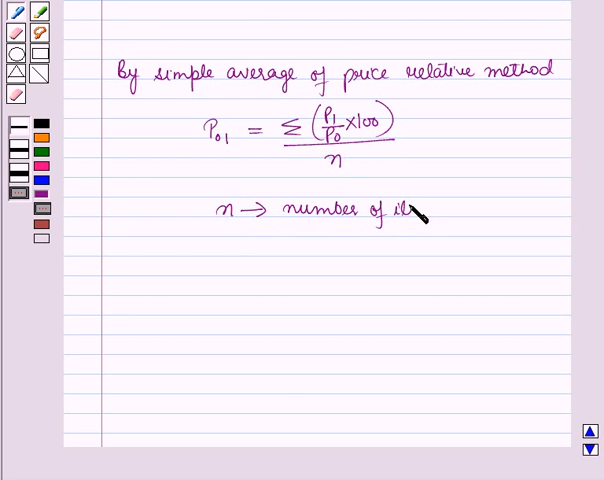 By simple average of price relative method
P₀₁ = Σ(P₁/P₀ × 100)/n
n → number of